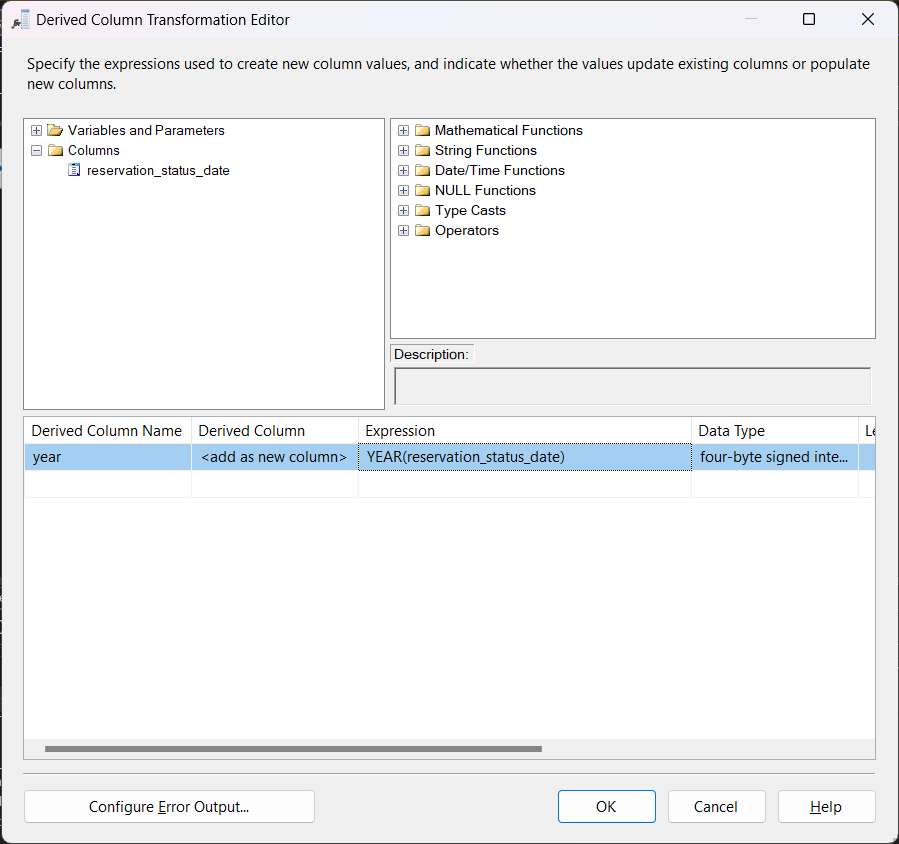 Derived Column Transformation Editor
Specify the expressions used to create new column values, and indicate whether the values update existing columns or populate
new columns.
Variables and Parameters
Columns
reservation_status_date
Mathematical Functions
String Functions
Date/Time Functions
NULL Functions
Type Casts
Operators
Description:
Derived Column Name Derived Column Expression Data Type Le
year <add as new column> YEAR(reservation_status_date) four-byte signed inte...
Configure Error Output... OK Cancel Help